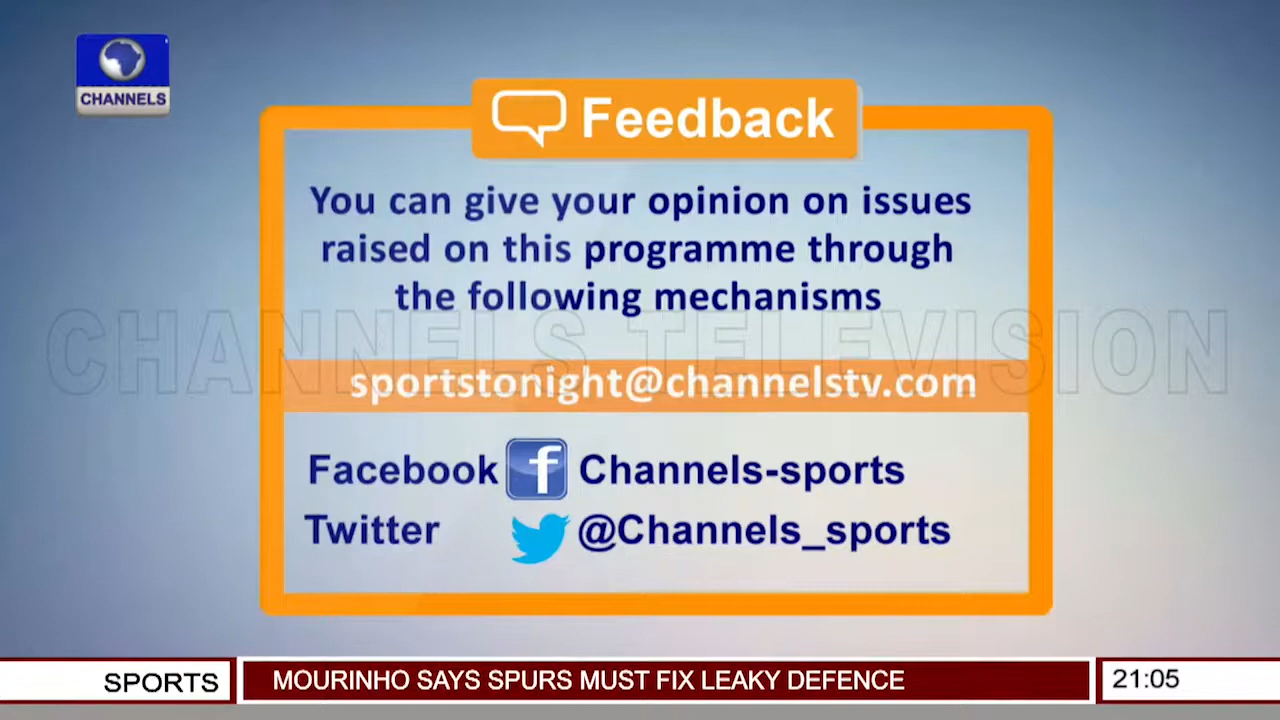 CHANNELS
Feedback
You can give your opinion on issues
raised on this programme through
the following mechanisms
CHANNELS TELEVISION
sportstonight@channelstv.com
Facebook f Channels-sports
Twitter @Channels_sports
SPORTS MOURINHO SAYS SPURS MUST FIX LEAKY DEFENCE 21:05